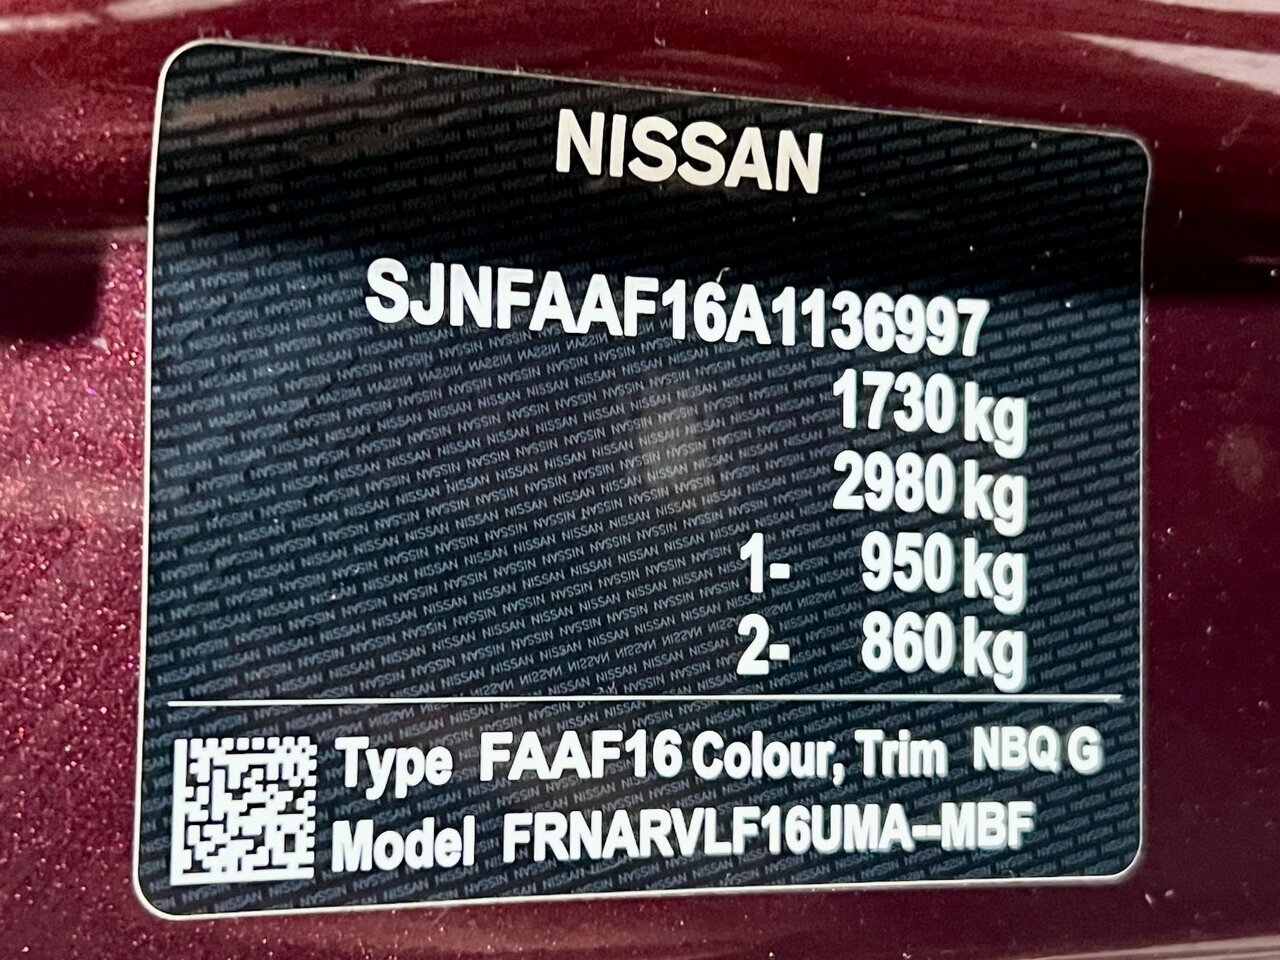 NISSAN
SJNFAAF16A1136997
1730 kg
2980 kg
1- 950 kg
2- 860 kg
Type FAAF16 Colour, Trim NBQ G
Model FRNARVLF16UMA--MBF